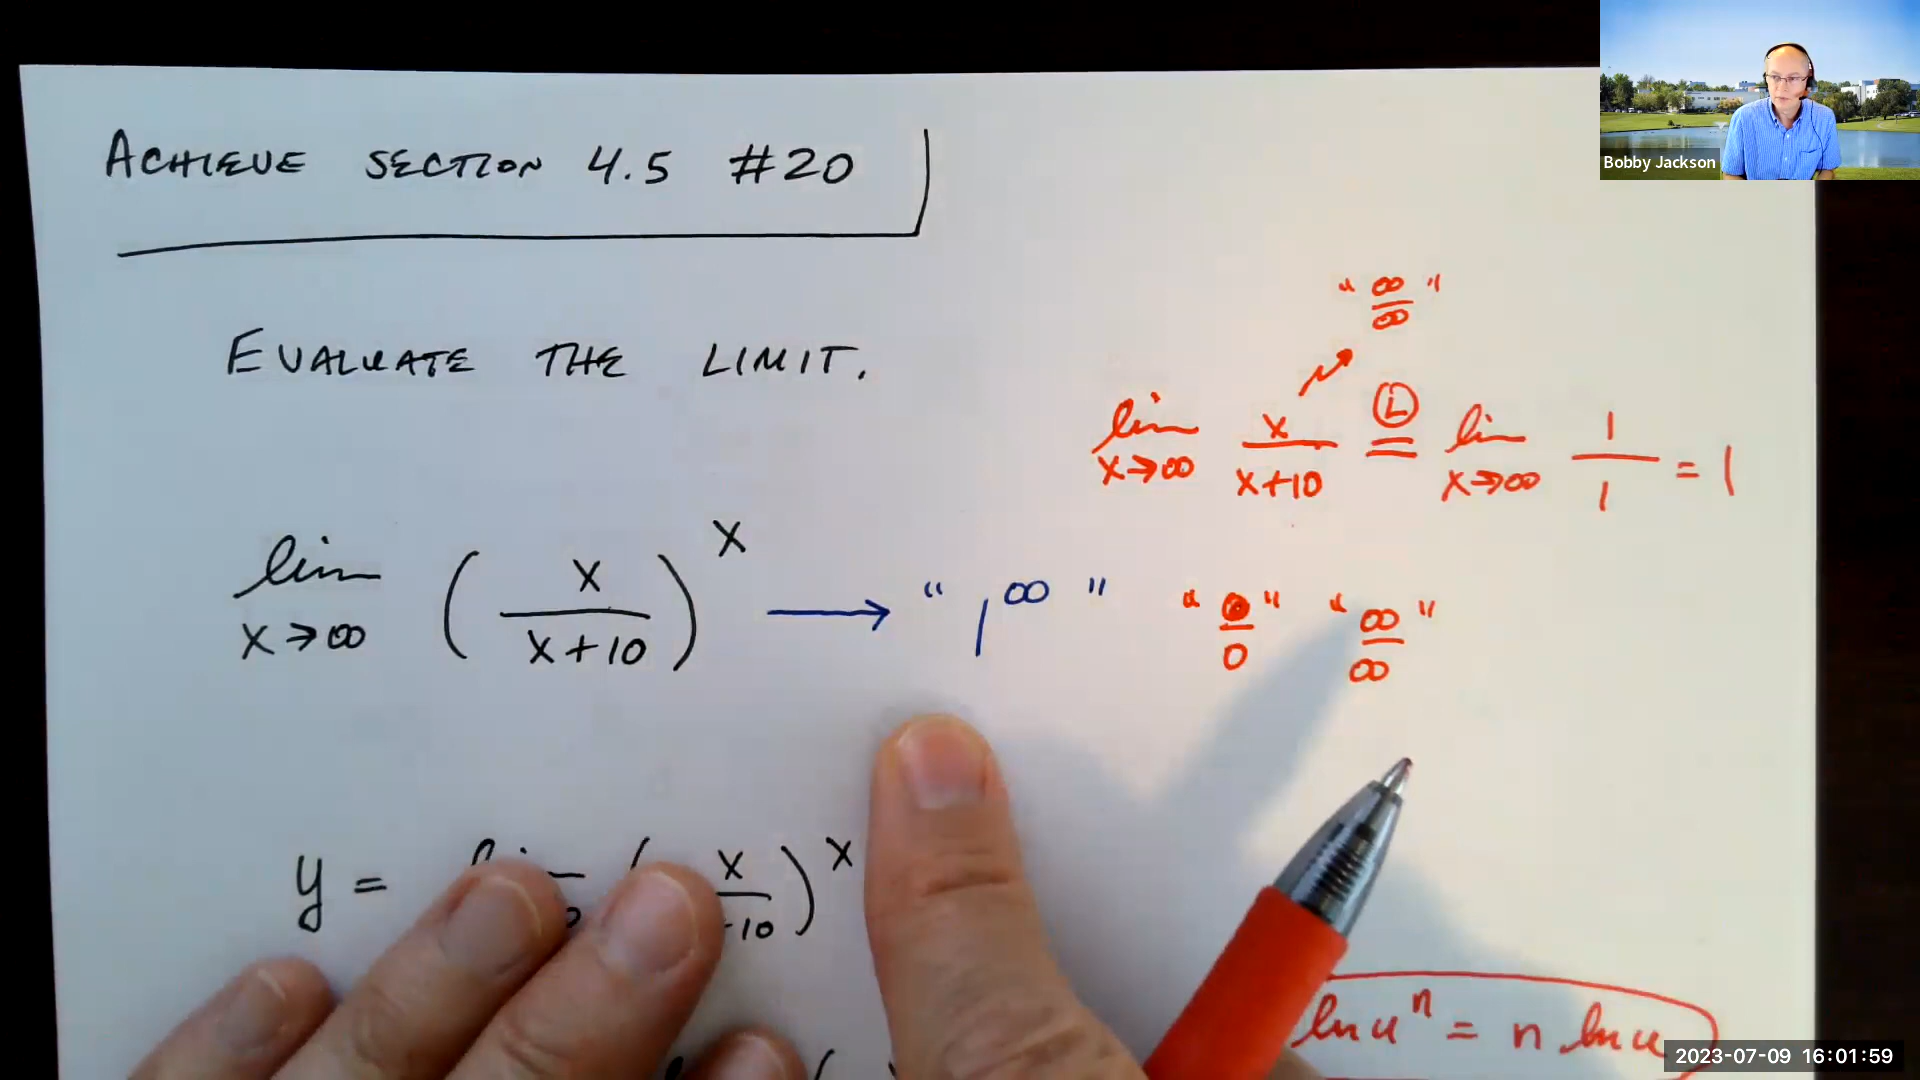 ACHIEVE SECTION 4.5 #20
EVALUATE THE LIMIT.
lim x→∞ (x/(x+10))^x → "1^∞"
"∞/∞"
lim x→∞ x/(x+10) =(L) lim x→∞ 1/1 = 1
"0/0" "∞/∞"
y = (x/ 10)^x
ln u^n = n ln u
Bobby Jackson
2023-07-09 16:01:59